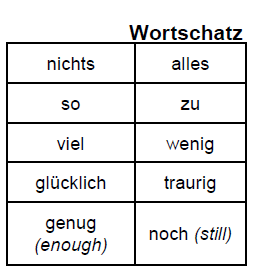 Wortschatz
nichts alles
so zu
viel wenig
glücklich traurig
genug
(enough) noch (still)